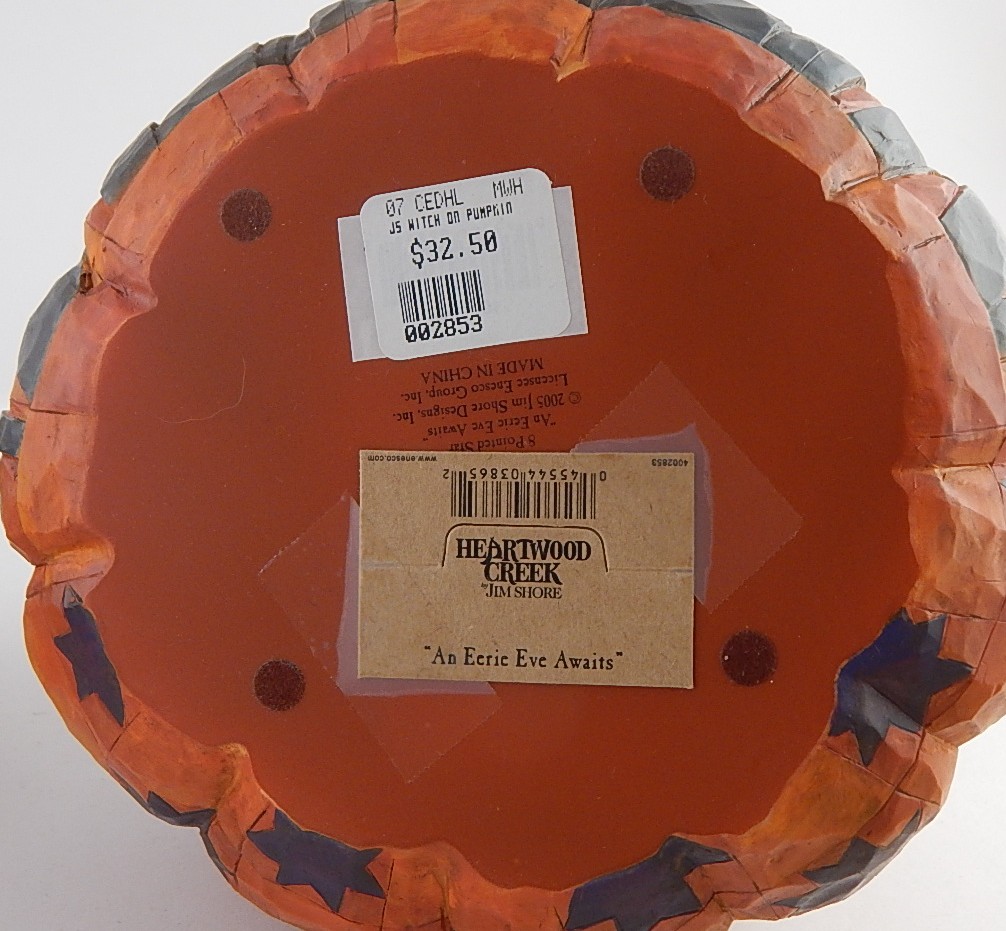 07 CEDHL MWH
JS WITCH ON PUMPKIN
$32.50
002853
8 Pointed Star
"An Eerie Eve Awaits"
© 2005 Jim Shore Designs, Inc.
Licensee Enesco Group, Inc.
MADE IN CHINA
4002853 www.enesco.com
0 45544 03865 2
HEARTWOOD
CREEK
by JIM SHORE
"An Eerie Eve Awaits"